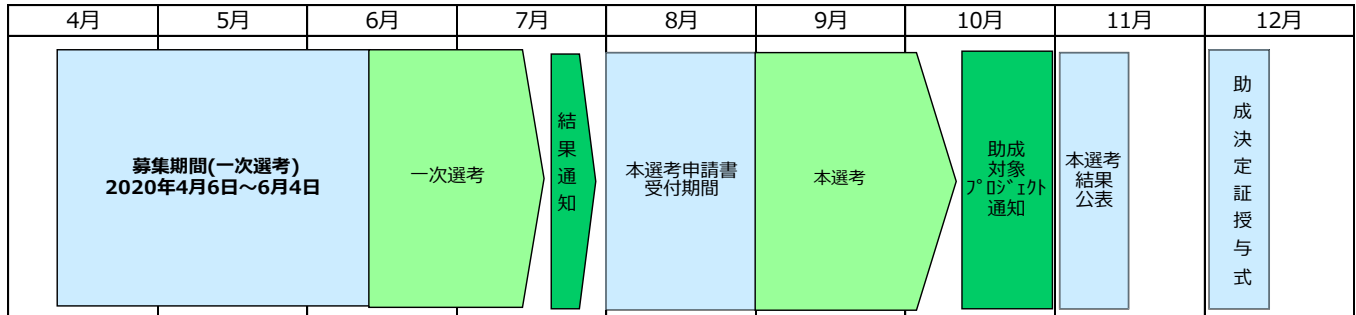 4月 5月 6月 7月 8月 9月 10月 11月 12月
募集期間(一次選考)
2020年4月6日～6月4日
一次選考
結果通知
本選考申請書
受付期間
本選考
助成
対象
ﾌﾟﾛｼﾞｪｸﾄ
通知
本選考
結果
公表
助成決定証授与式